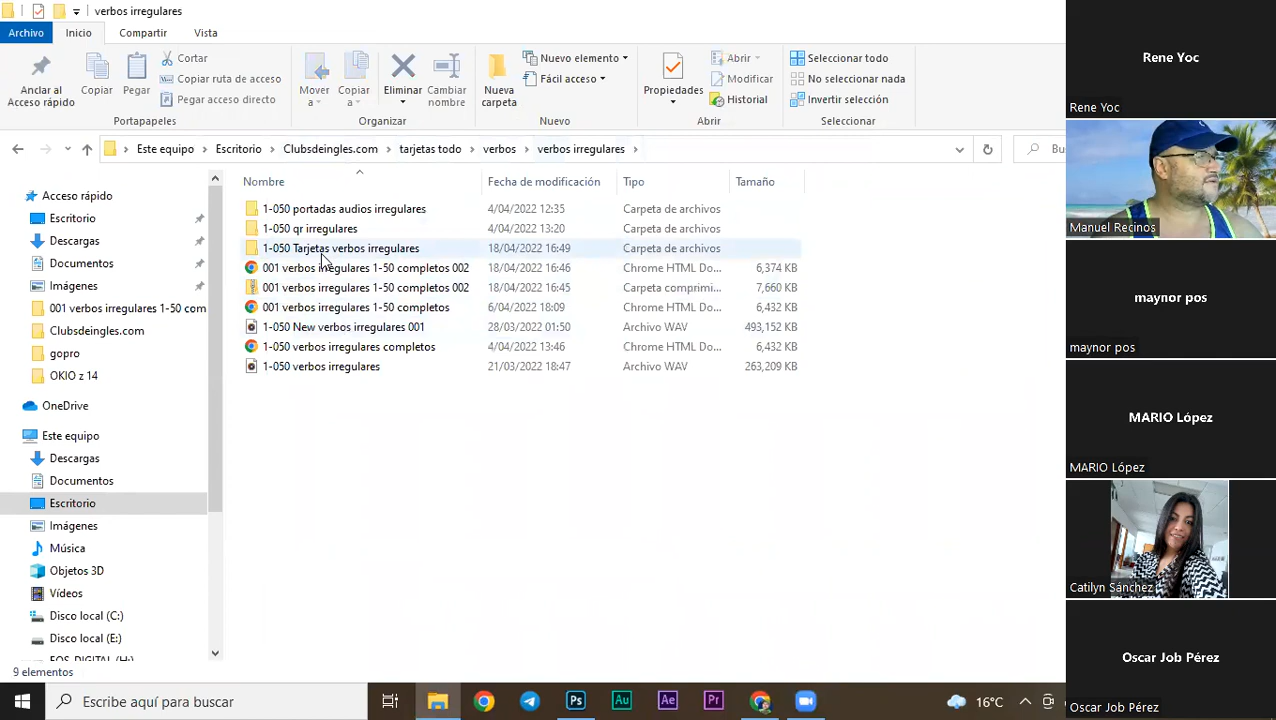 verbos irregulares
Archivo
Inicio
Compartir
Vista
Anclar al
Acceso rápido
Copiar
Pegar
Cortar
Copiar ruta de acceso
Pegar acceso directo
Portapapeles
Mover
a
Copiar
a
Eliminar
Cambiar
nombre
Organizar
Nueva
carpeta
Nuevo elemento
Fácil acceso
Nuevo
Propiedades
Abrir
Modificar
Historial
Abrir
Seleccionar todo
No seleccionar nada
Invertir selección
Seleccionar
Este equipo
Escritorio
Clubsdeingles.com
tarjetas todo
verbos
verbos irregulares
Bus
Acceso rápido
Escritorio
Descargas
Documentos
Imágenes
001 verbos irregulares 1-50 com
Clubsdeingles.com
gopro
OKIO z 14
OneDrive
Este equipo
Descargas
Documentos
Escritorio
Imágenes
Música
Objetos 3D
Vídeos
Disco local (C:)
Disco local (E:)
EOS_DIGITAL (H:)
Nombre Fecha de modificación Tipo Tamaño
1-050 portadas audios irregulares 4/04/2022 12:35 Carpeta de archivos
1-050 qr irregulares 4/04/2022 13:20 Carpeta de archivos
1-050 Tarjetas verbos irregulares 18/04/2022 16:49 Carpeta de archivos
001 verbos irregulares 1-50 completos 002 18/04/2022 16:46 Chrome HTML Do... 6,374 KB
001 verbos irregulares 1-50 completos 002 18/04/2022 16:45 Carpeta comprimi... 7,660 KB
001 verbos irregulares 1-50 completos 6/04/2022 18:09 Chrome HTML Do... 6,432 KB
1-050 New verbos irregulares 001 28/03/2022 01:50 Archivo WAV 493,152 KB
1-050 verbos irregulares completos 4/04/2022 13:46 Chrome HTML Do... 6,432 KB
1-050 verbos irregulares 21/03/2022 18:47 Archivo WAV 263,209 KB
9 elementos
Escribe aquí para buscar
Ps
Au
Ae
Pr
16°C
Rene Yoc
Rene Yoc
Manuel Recinos
maynor pos
maynor pos
MARIO López
MARIO López
Catilyn Sánchez
Oscar Job Pérez
Oscar Job Pérez